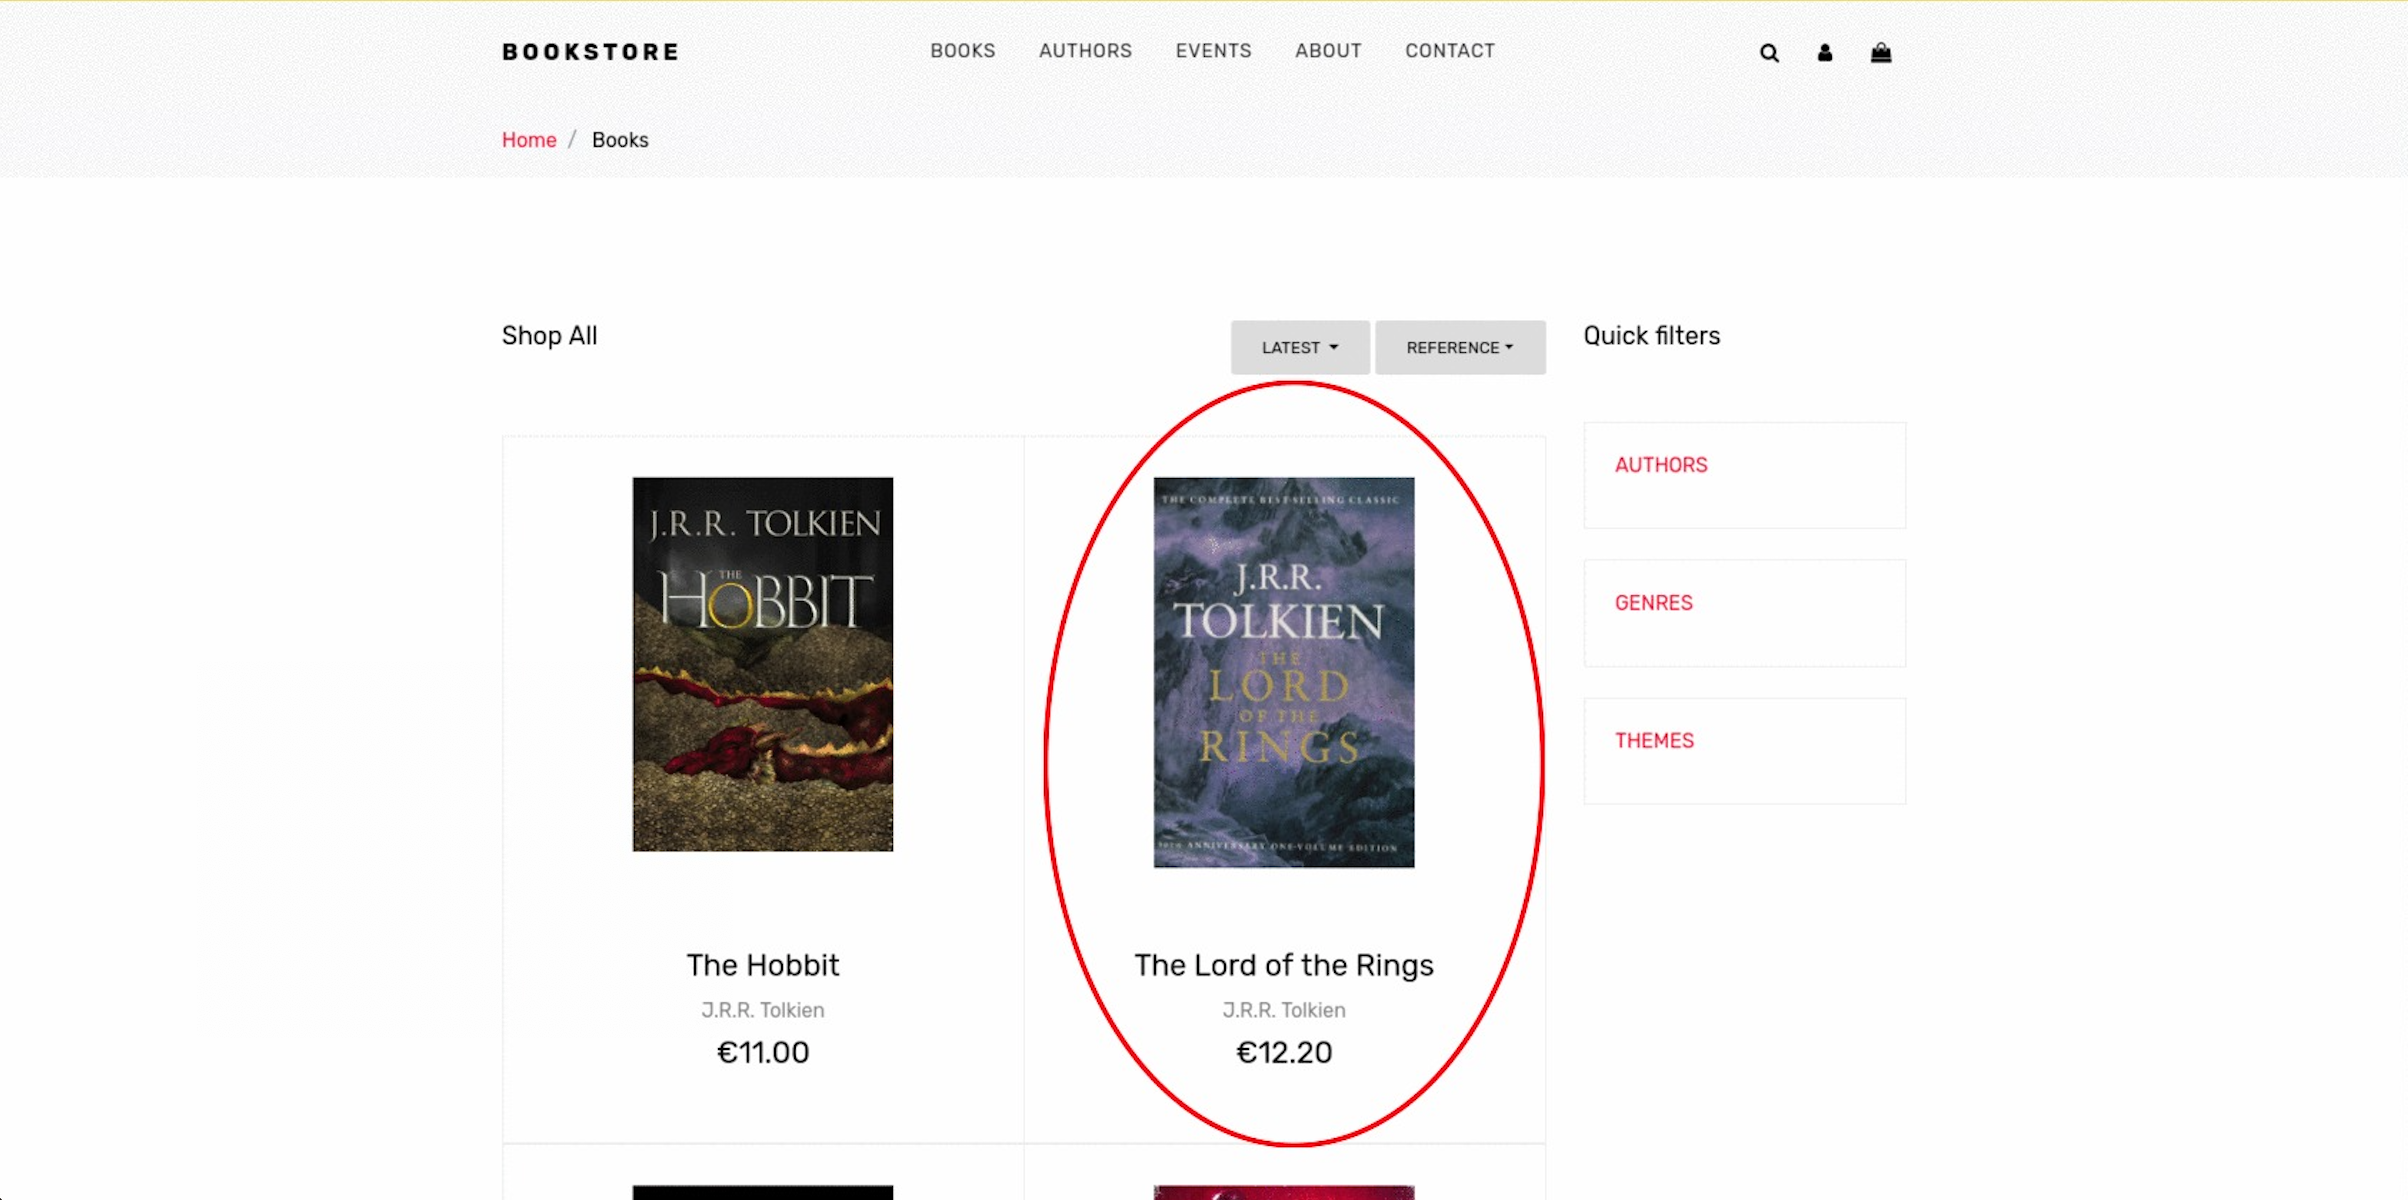 BOOKSTORE
BOOKS AUTHORS EVENTS ABOUT CONTACT
Home / Books
Shop All
LATEST REFERENCE
Quick filters
J.R.R. TOLKIEN
THE
HOBBIT
The Hobbit
J.R.R. Tolkien
€11.00
THE COMPLETE BEST-SELLING CLASSIC
J.R.R.
TOLKIEN
THE
LORD
OF THE
RINGS
50TH ANNIVERSARY ONE-VOLUME EDITION
The Lord of the Rings
J.R.R. Tolkien
€12.20
AUTHORS
GENRES
THEMES